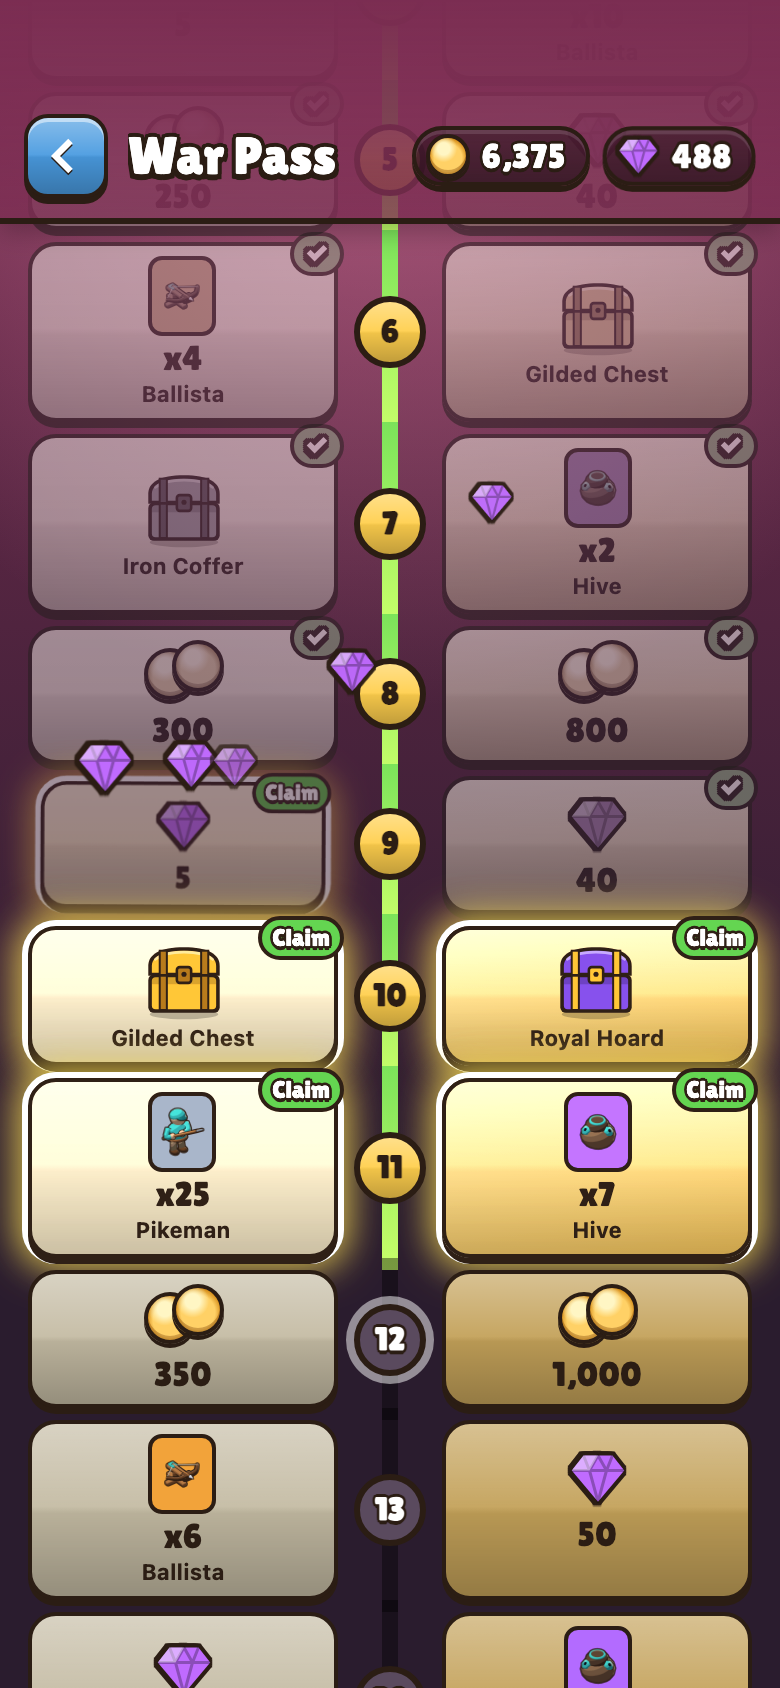 War Pass
5
6,375
488
250
40
Ballista
x4
Ballista
6
Gilded Chest
Iron Coffer
7
x2
Hive
300
8
800
Claim
5
9
40
Claim
Gilded Chest
10
Claim
Royal Hoard
Claim
x25
Pikeman
11
Claim
x7
Hive
350
12
1,000
x6
Ballista
13
50